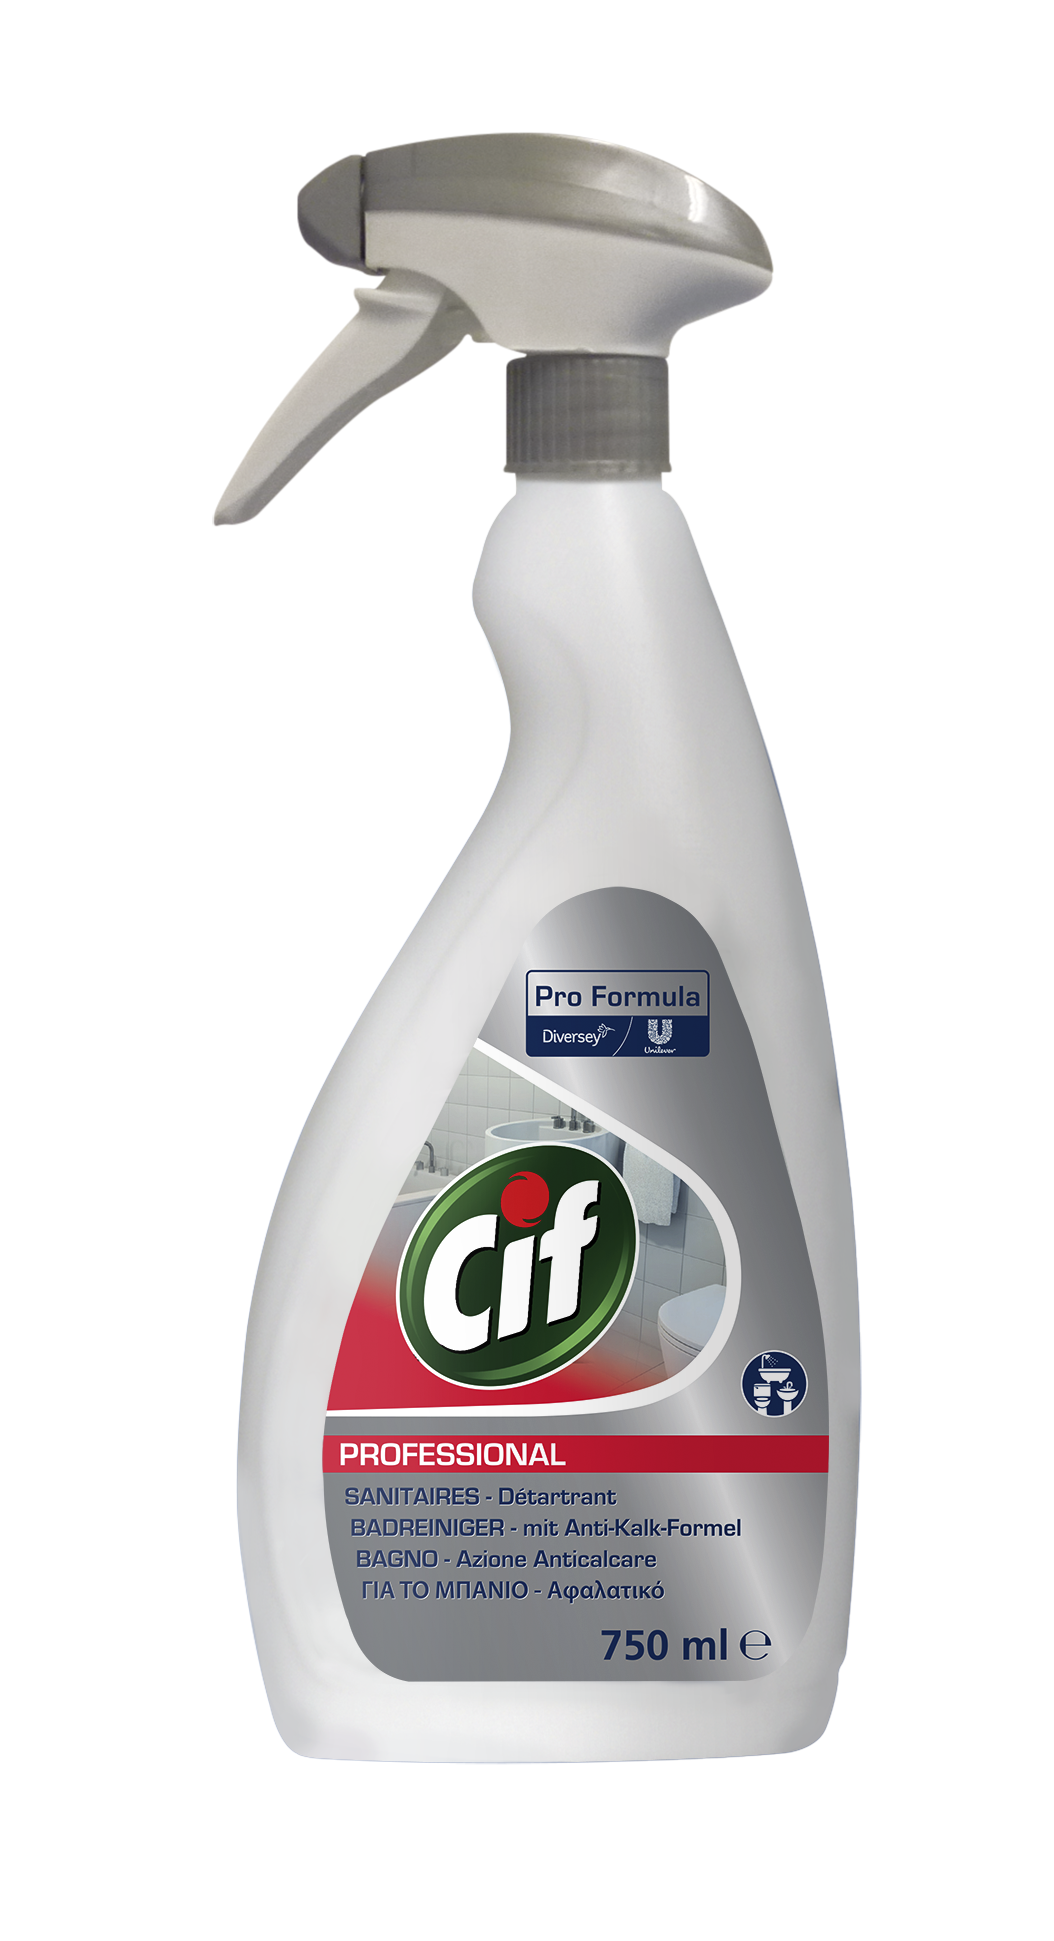 Pro Formula
Diversey Unilever
Cif
PROFESSIONAL
SANITAIRES - Détartrant
BADREINIGER - mit Anti-Kalk-Formel
BAGNO - Azione Anticalcare
ΓΙΑ ΤΟ ΜΠΑΝΙΟ - Αφαλατικό
750 ml ℮